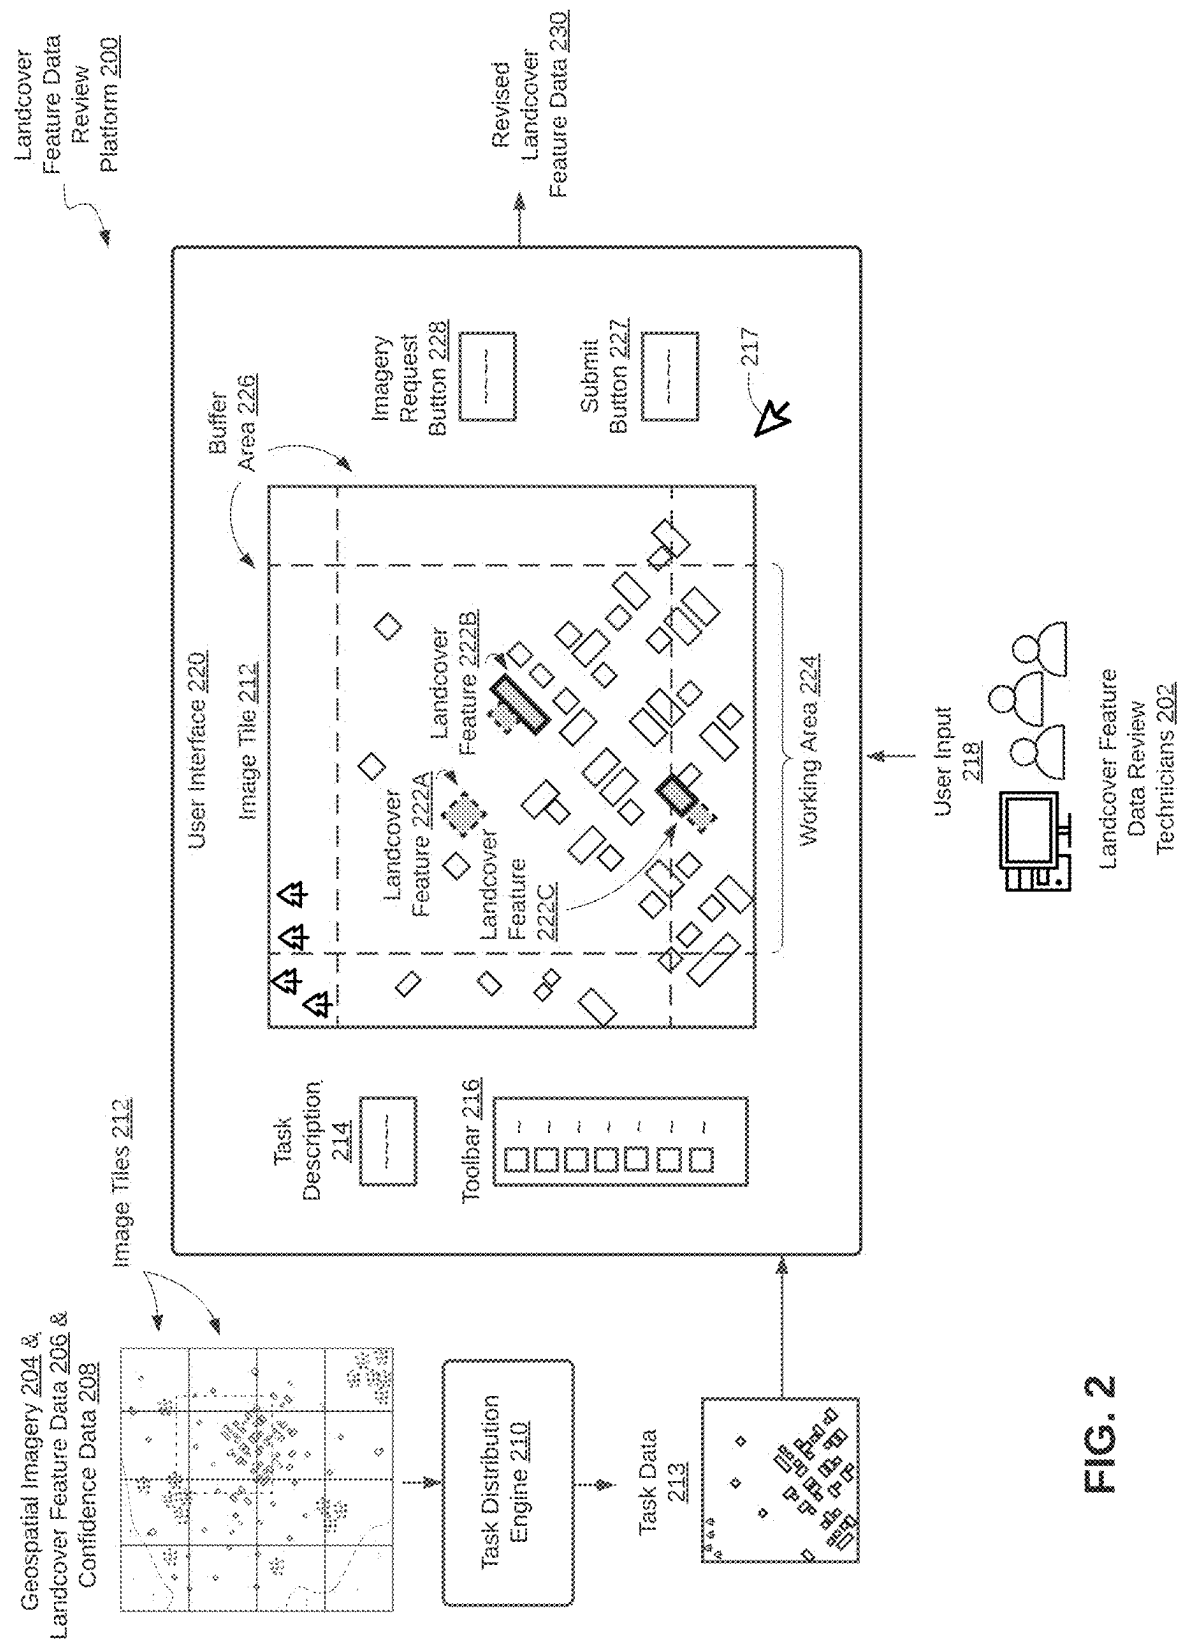 Landcover
Feature Data
Review
Platform 200
Geospatial Imagery 204 &
Landcover Feature Data 206 &
Confidence Data 208
Image Tiles 212
User Interface 220
Image Tile 212
Buffer
Area 226
Task
Description
214
Toolbar 216
Landcover
Feature 222A
Landcover
Feature 222B
Landcover
Feature
222C
Imagery
Request
Button 228
Submit
Button 227
217
Revised
Landcover
Feature Data 230
Task Distribution
Engine 210
Task Data
213
Working Area 224
User Input
218
Landcover Feature
Data Review
Technicians 202
FIG. 2